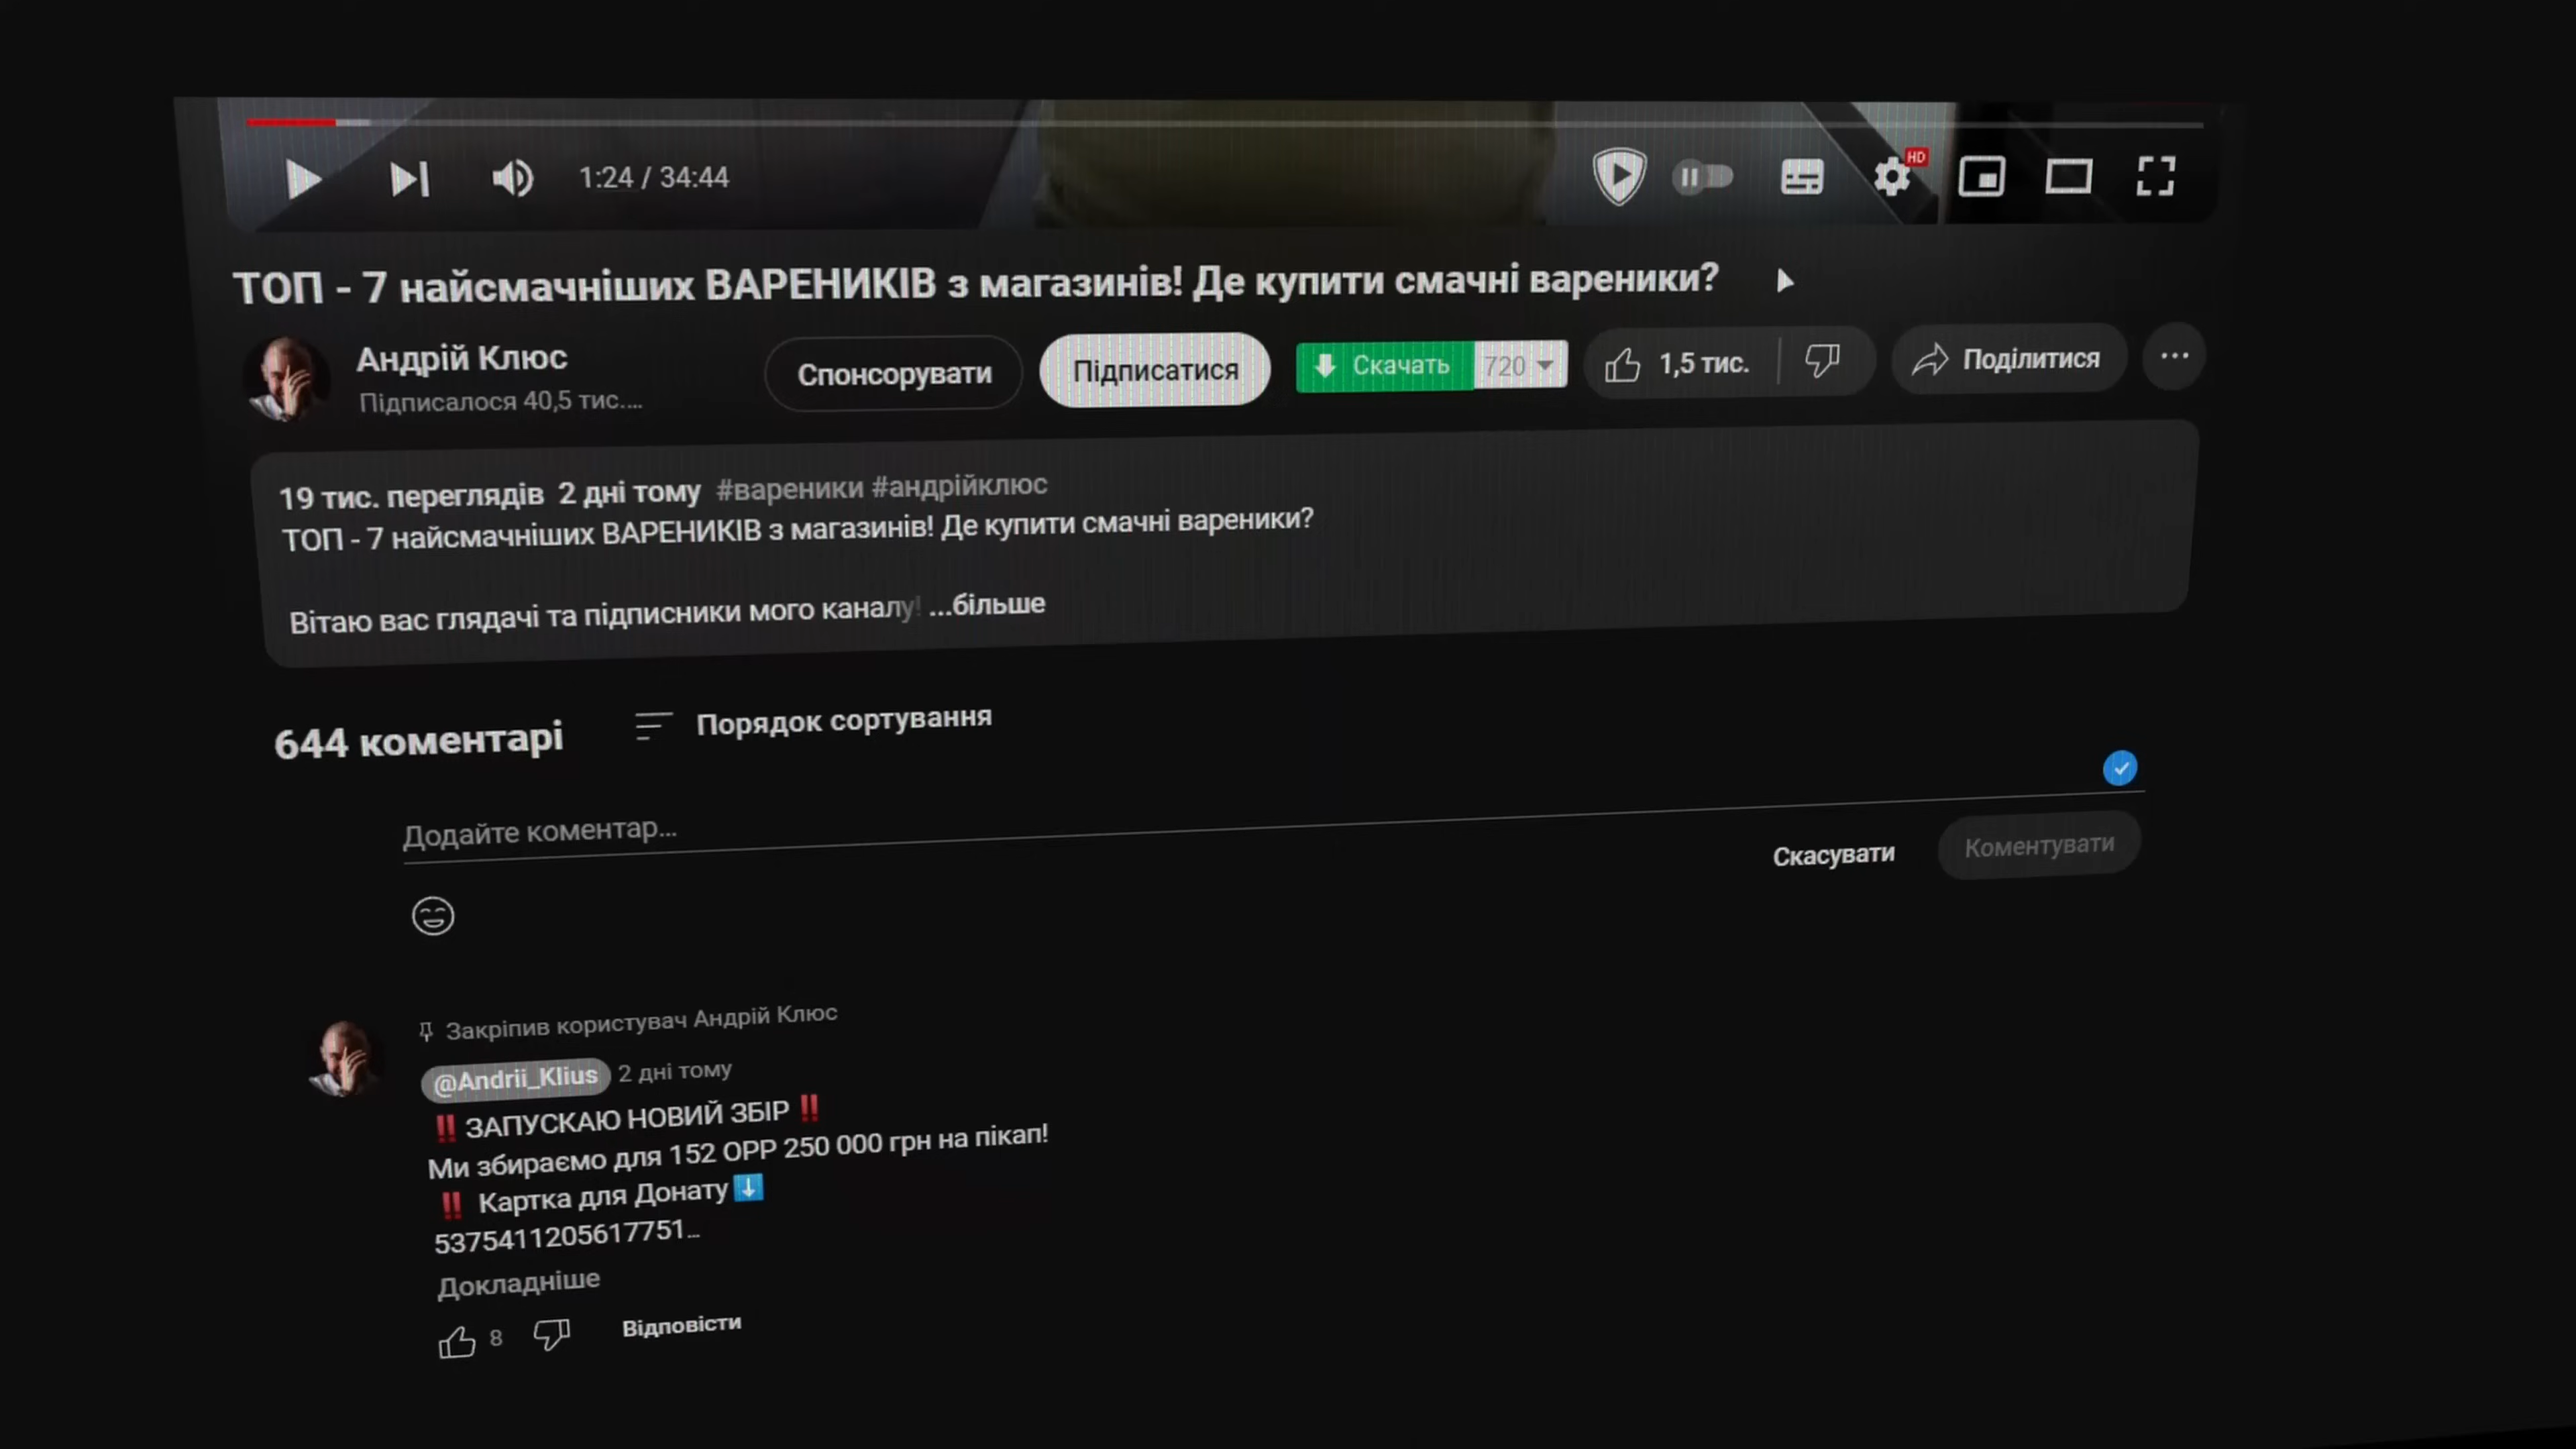 1:24 / 34:44
HD
ТОП - 7 найсмачніших ВАРЕНИКІВ з магазинів! Де купити смачні вареники?
Андрій Клюс
Підписалося 40,5 тис....
Спонсорувати
Підписатися
Скачать 720
1,5 тис.
Поділитися
19 тис. переглядів 2 дні тому #вареники #андрійклюс
ТОП - 7 найсмачніших ВАРЕНИКІВ з магазинів! Де купити смачні вареники?
Вітаю вас глядачі та підписники мого каналу! ...більше
644 коментарі
Порядок сортування
Додайте коментар...
Скасувати
Коментувати
Закріпив користувач Андрій Клюс
@Andrii_Klius 2 дні тому
‼ ЗАПУСКАЮ НОВИЙ ЗБІР ‼
Ми збираємо для 152 ОРР 250 000 грн на пікап!
‼ Картка для Донату⬇
5375411205617751...
Докладніше
8
Відповісти